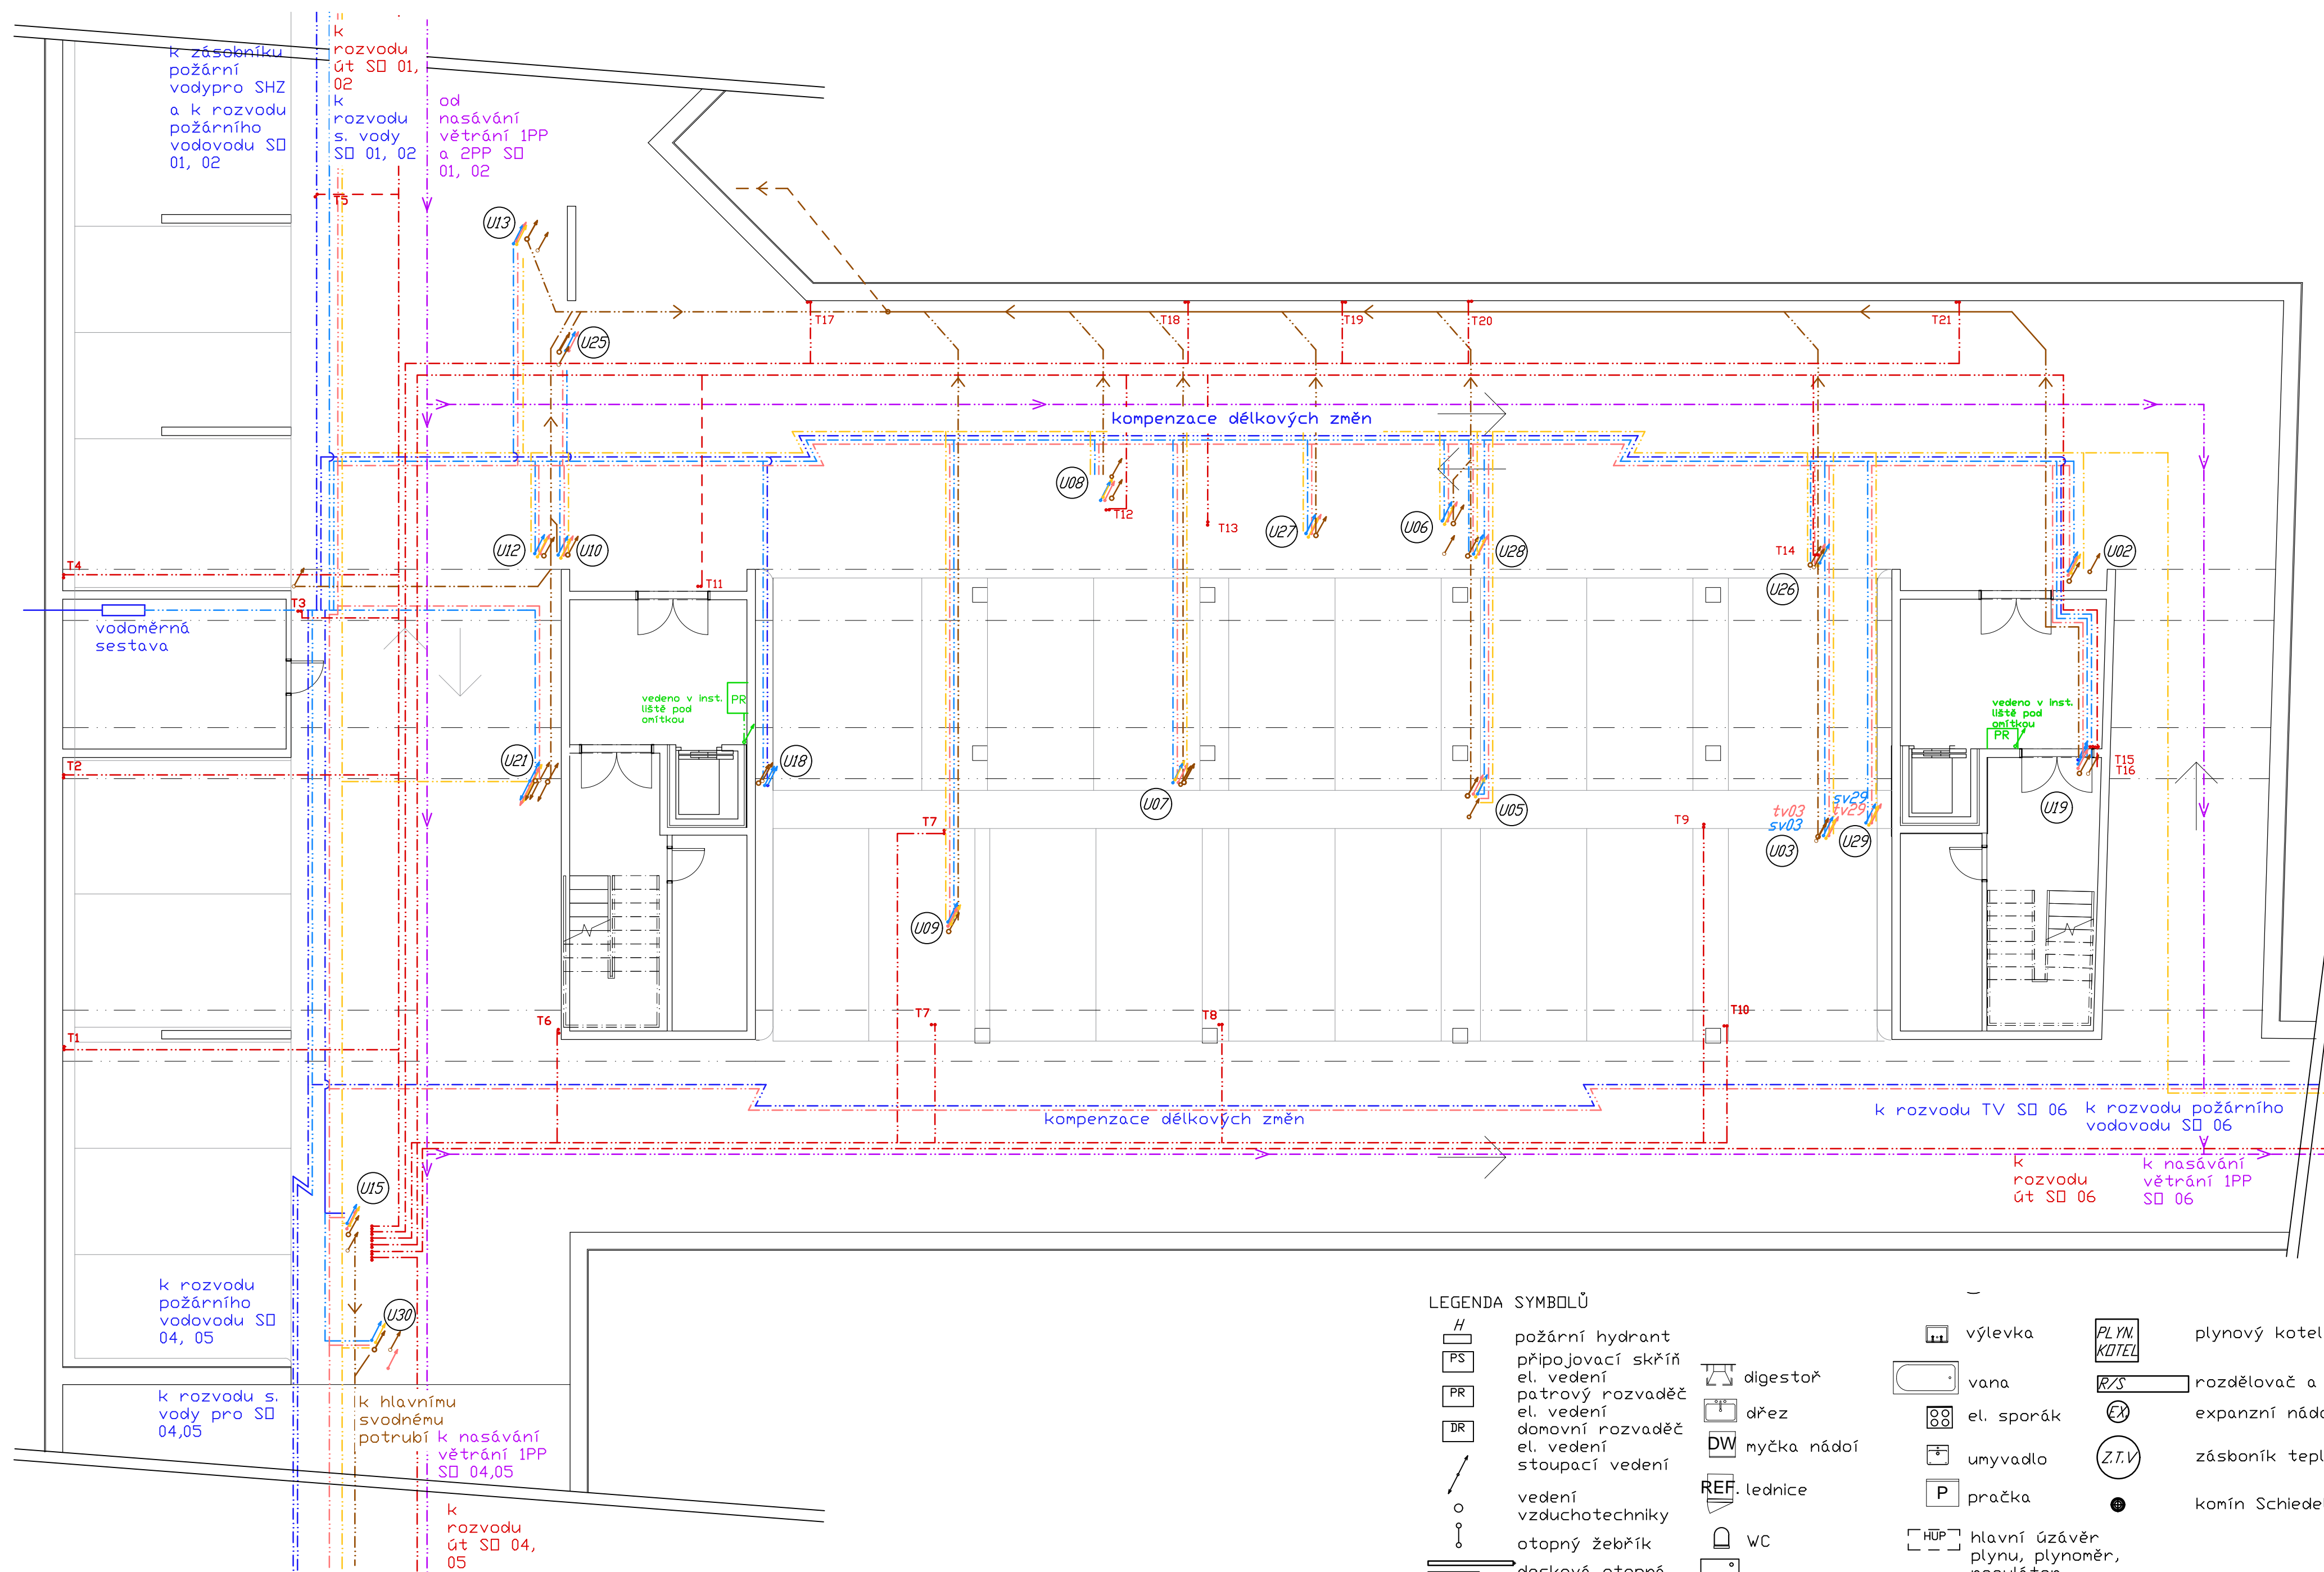 k zásobníku
požární
vodypro SHZ
a k rozvodu
požárního
vodovodu SO
01, 02
k
rozvodu
út SO 01,
02
k
rozvodu
s. vody
SO 01, 02
od
nasávání
větrání 1PP
a 2PP SO
01, 02
T5
U13
U25
T17
T18
T19
T20
T21
kompenzace délkových změn
U08
T12
T13
U27
U06
U28
T14
U26
U02
U12
U10
T11
T4
T3
vodoměrná
sestava
vedeno v inst.
liště pod
omítkou
PR
vedeno v inst.
liště pod
omítkou
PR
T2
U21
U18
U07
U05
T15
T16
U19
sv29
tv29
tv03
sv03
U03
U29
T7
T9
U09
T1
T6
T7
T8
T10
kompenzace délkových změn
k rozvodu TV SO 06
k rozvodu požárního
vodovodu SO 06
k
rozvodu
út SO 06
k nasávání
větrání 1PP
SO 06
U15
U30
k rozvodu
požárního
vodovodu SO
04, 05
k rozvodu s.
vody pro SO
04,05
k hlavnímu
svodnému
potrubí
k nasávání
větrání 1PP
SO 04,05
k
rozvodu
út SO 04,
05
LEGENDA SYMBOLŮ
H
požární hydrant
PS
připojovací skříň
el. vedení
PR
patrový rozvaděč
el. vedení
DR
domovní rozvaděč
el. vedení
stoupací vedení
vedení
vzduchotechniky
otopný žebřík
deskové otopné
digestoř
dřez
DW
myčka nádoí
REF.
lednice
WC
výlevka
vana
el. sporák
umyvadlo
P
pračka
HUP
hlavní úzávěr
plynu, plynoměr,
PLYN.
KOTEL
plynový kotel
R/S
rozdělovač a
EX.
expanzní nádo
Z.T.V
zásboník tepl
komín Schiede